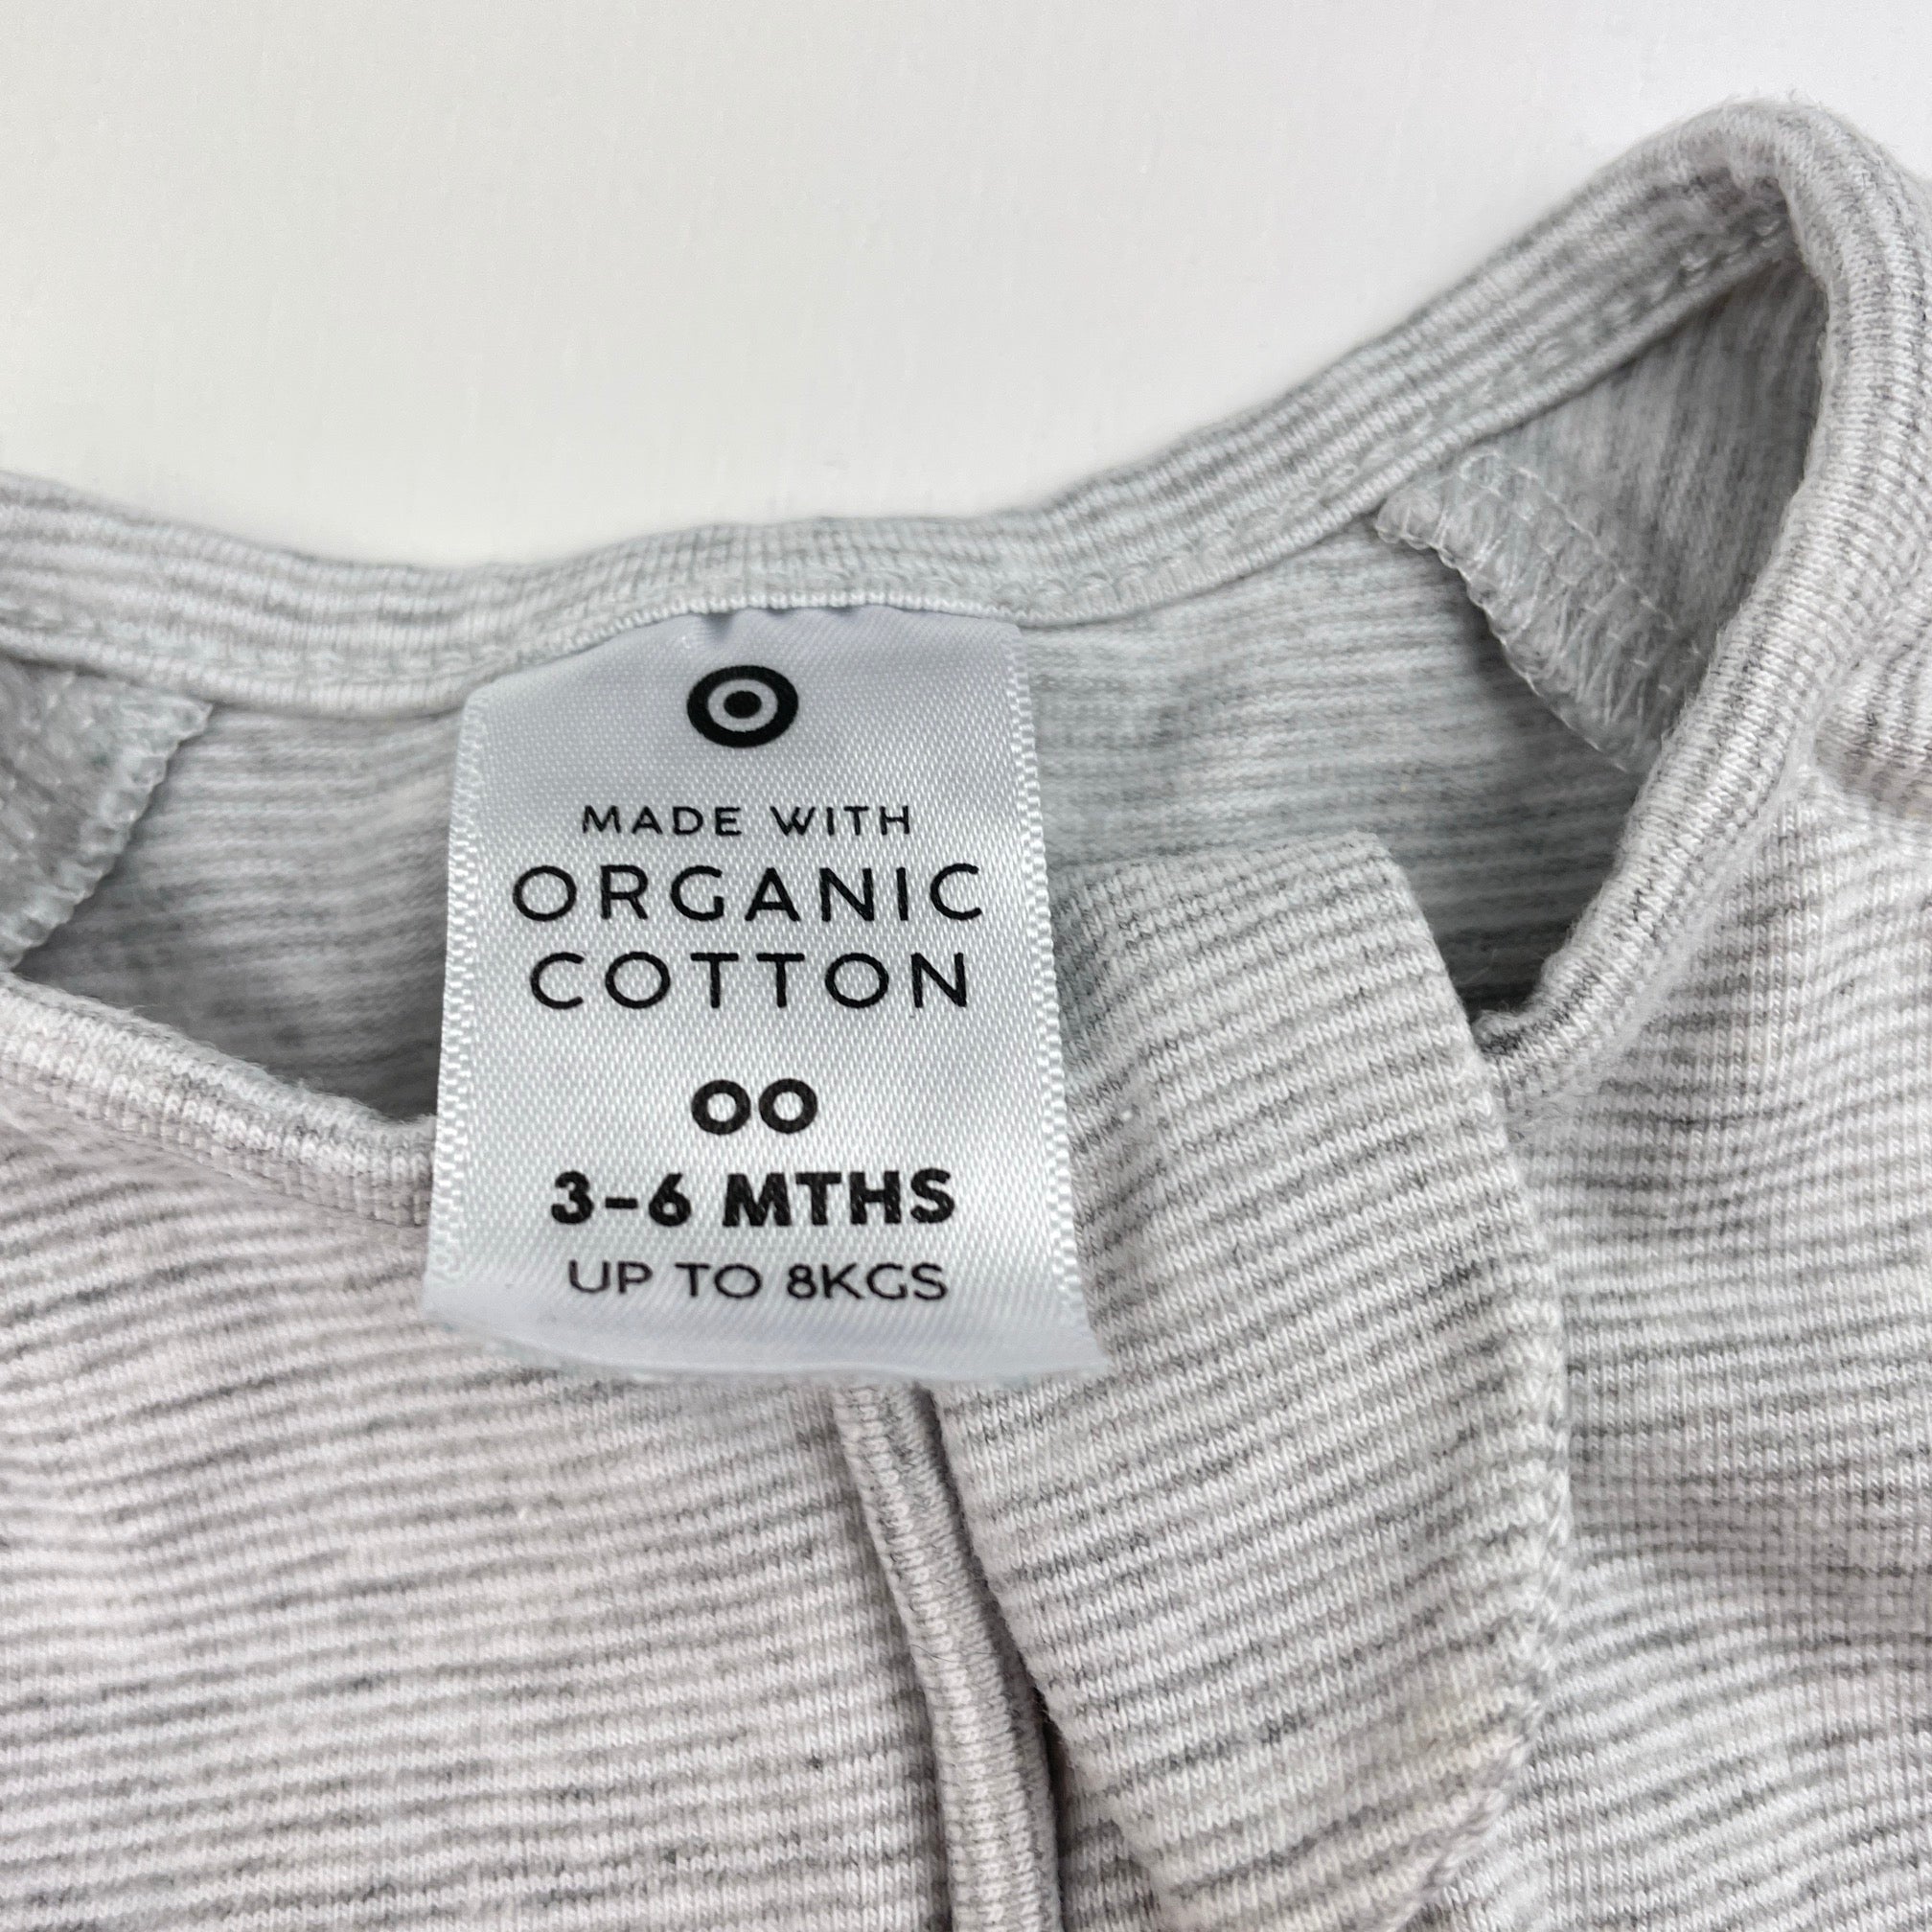 MADE WITH
ORGANIC
COTTON
00
3-6 MTHS
UP TO 8KGS